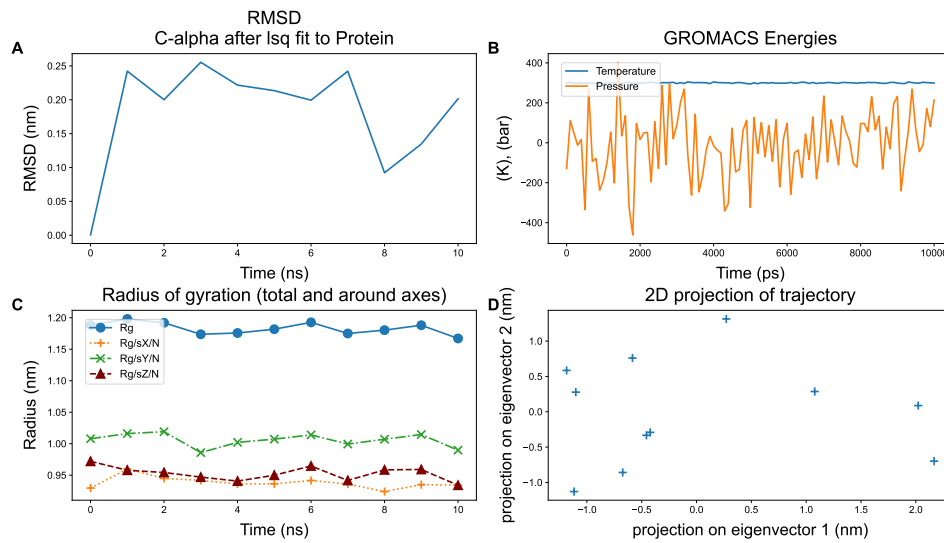 RMSD
C-alpha after lsq fit to Protein
A
RMSD (nm)
0.25
0.20
0.15
0.10
0.05
0.00
0 2 4 6 8 10
Time (ns)
B
GROMACS Energies
(K), (bar)
400
200
0
−200
−400
Temperature
Pressure
0 2000 4000 6000 8000 10000
Time (ps)
C
Radius of gyration (total and around axes)
Radius (nm)
1.20
1.15
1.10
1.05
1.00
0.95
Rg
Rg/sX/N
Rg/sY/N
Rg/sZ/N
0 2 4 6 8 10
Time (ns)
D
2D projection of trajectory
projection on eigenvector 2 (nm)
1.0
0.5
0.0
−0.5
−1.0
−1.0 −0.5 0.0 0.5 1.0 1.5 2.0
projection on eigenvector 1 (nm)